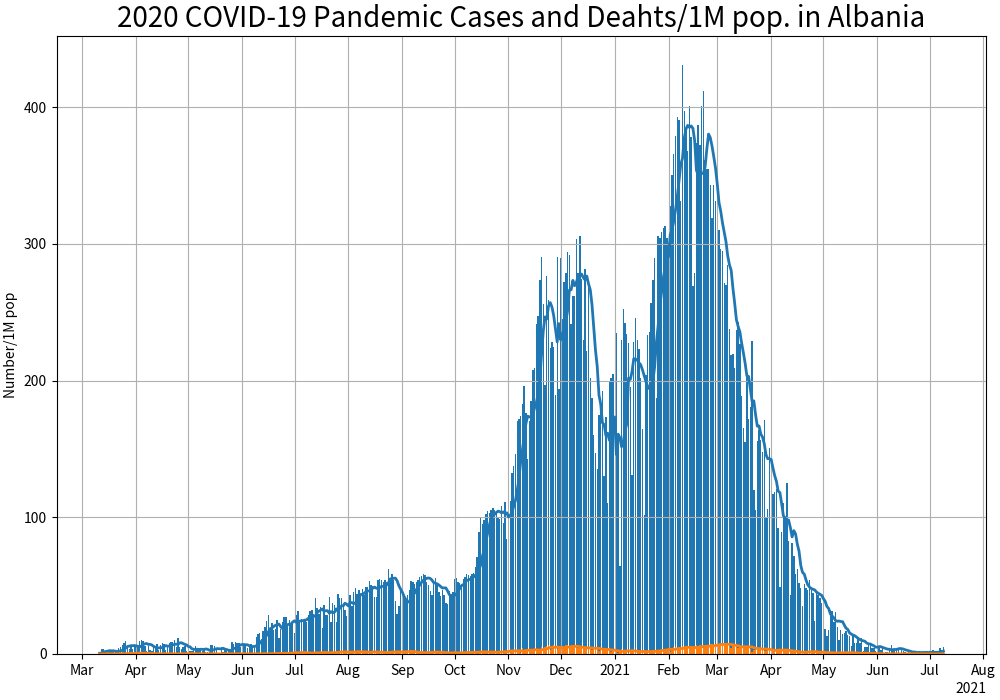 2020 COVID-19 Pandemic Cases and Deahts/1M pop. in Albania
Number/1M pop
400
300
200
100
0
Mar Apr May Jun Jul Aug Sep Oct Nov Dec 2021 Feb Mar Apr May Jun Jul Aug
2021